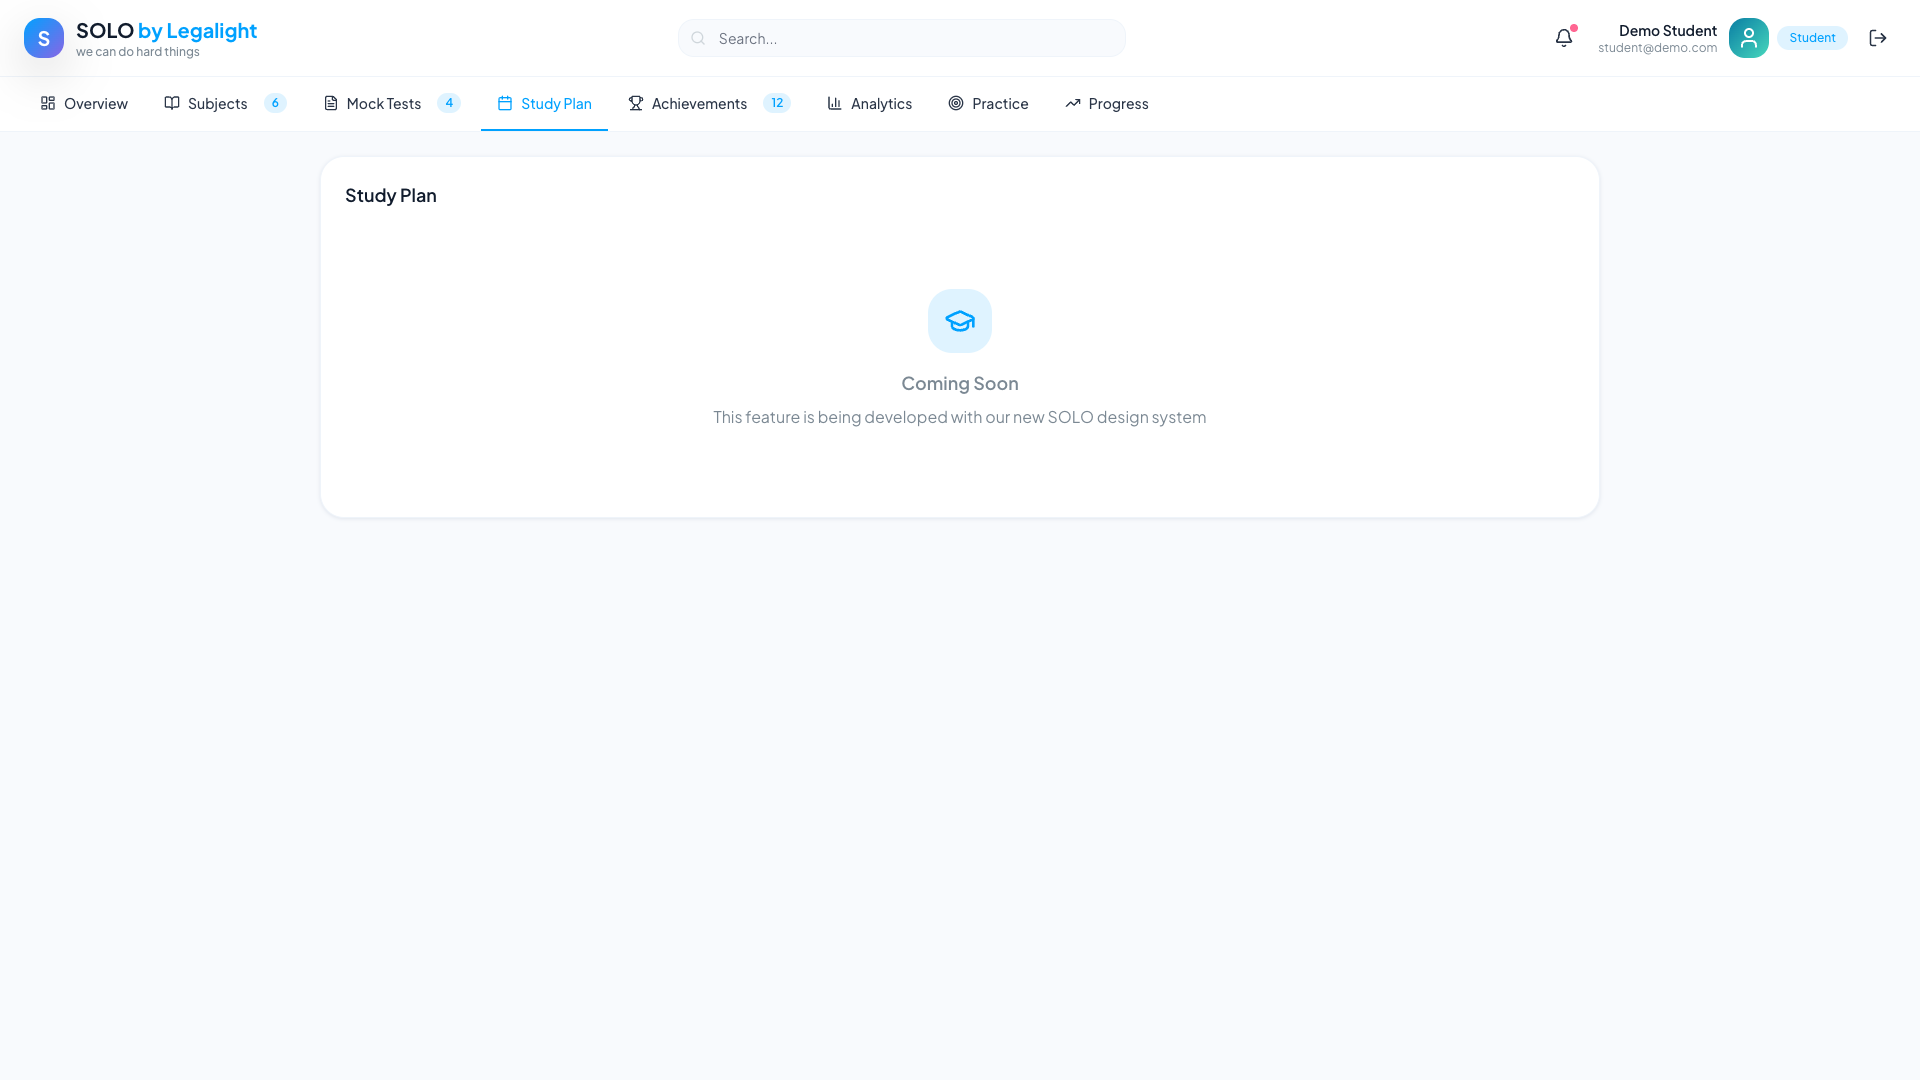 S
SOLO by Legalight
we can do hard things
Search...
Demo Student
student@demo.com
Student
Overview
Subjects 6
Mock Tests 4
Study Plan
Achievements 12
Analytics
Practice
Progress
Study Plan
Coming Soon
This feature is being developed with our new SOLO design system